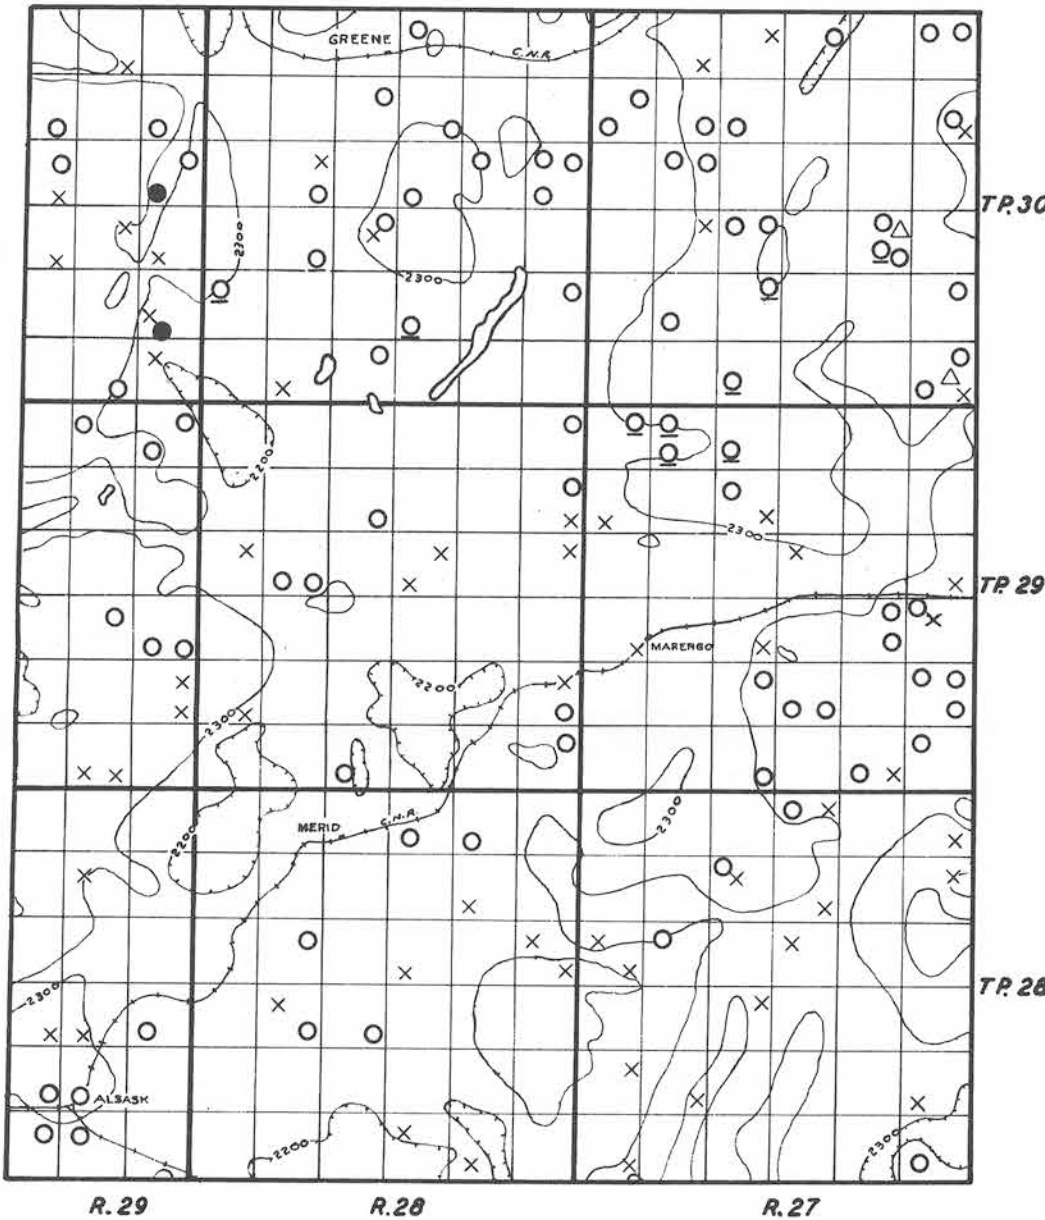 GREENE
C.N.R.
TP. 30
2300
2300
2200
2300
TP. 29
MARENGO
2200
2300
2300
MERID
C.N.R.
2200
TP. 28
2300
ALSASK
2200
2300
R. 29
R. 28
R. 27